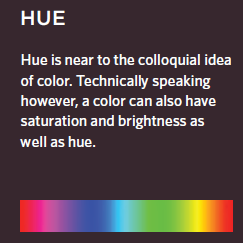 HUE
Hue is near to the colloquial idea
of color. Technically speaking
however, a color can also have
saturation and brightness as
well as hue.